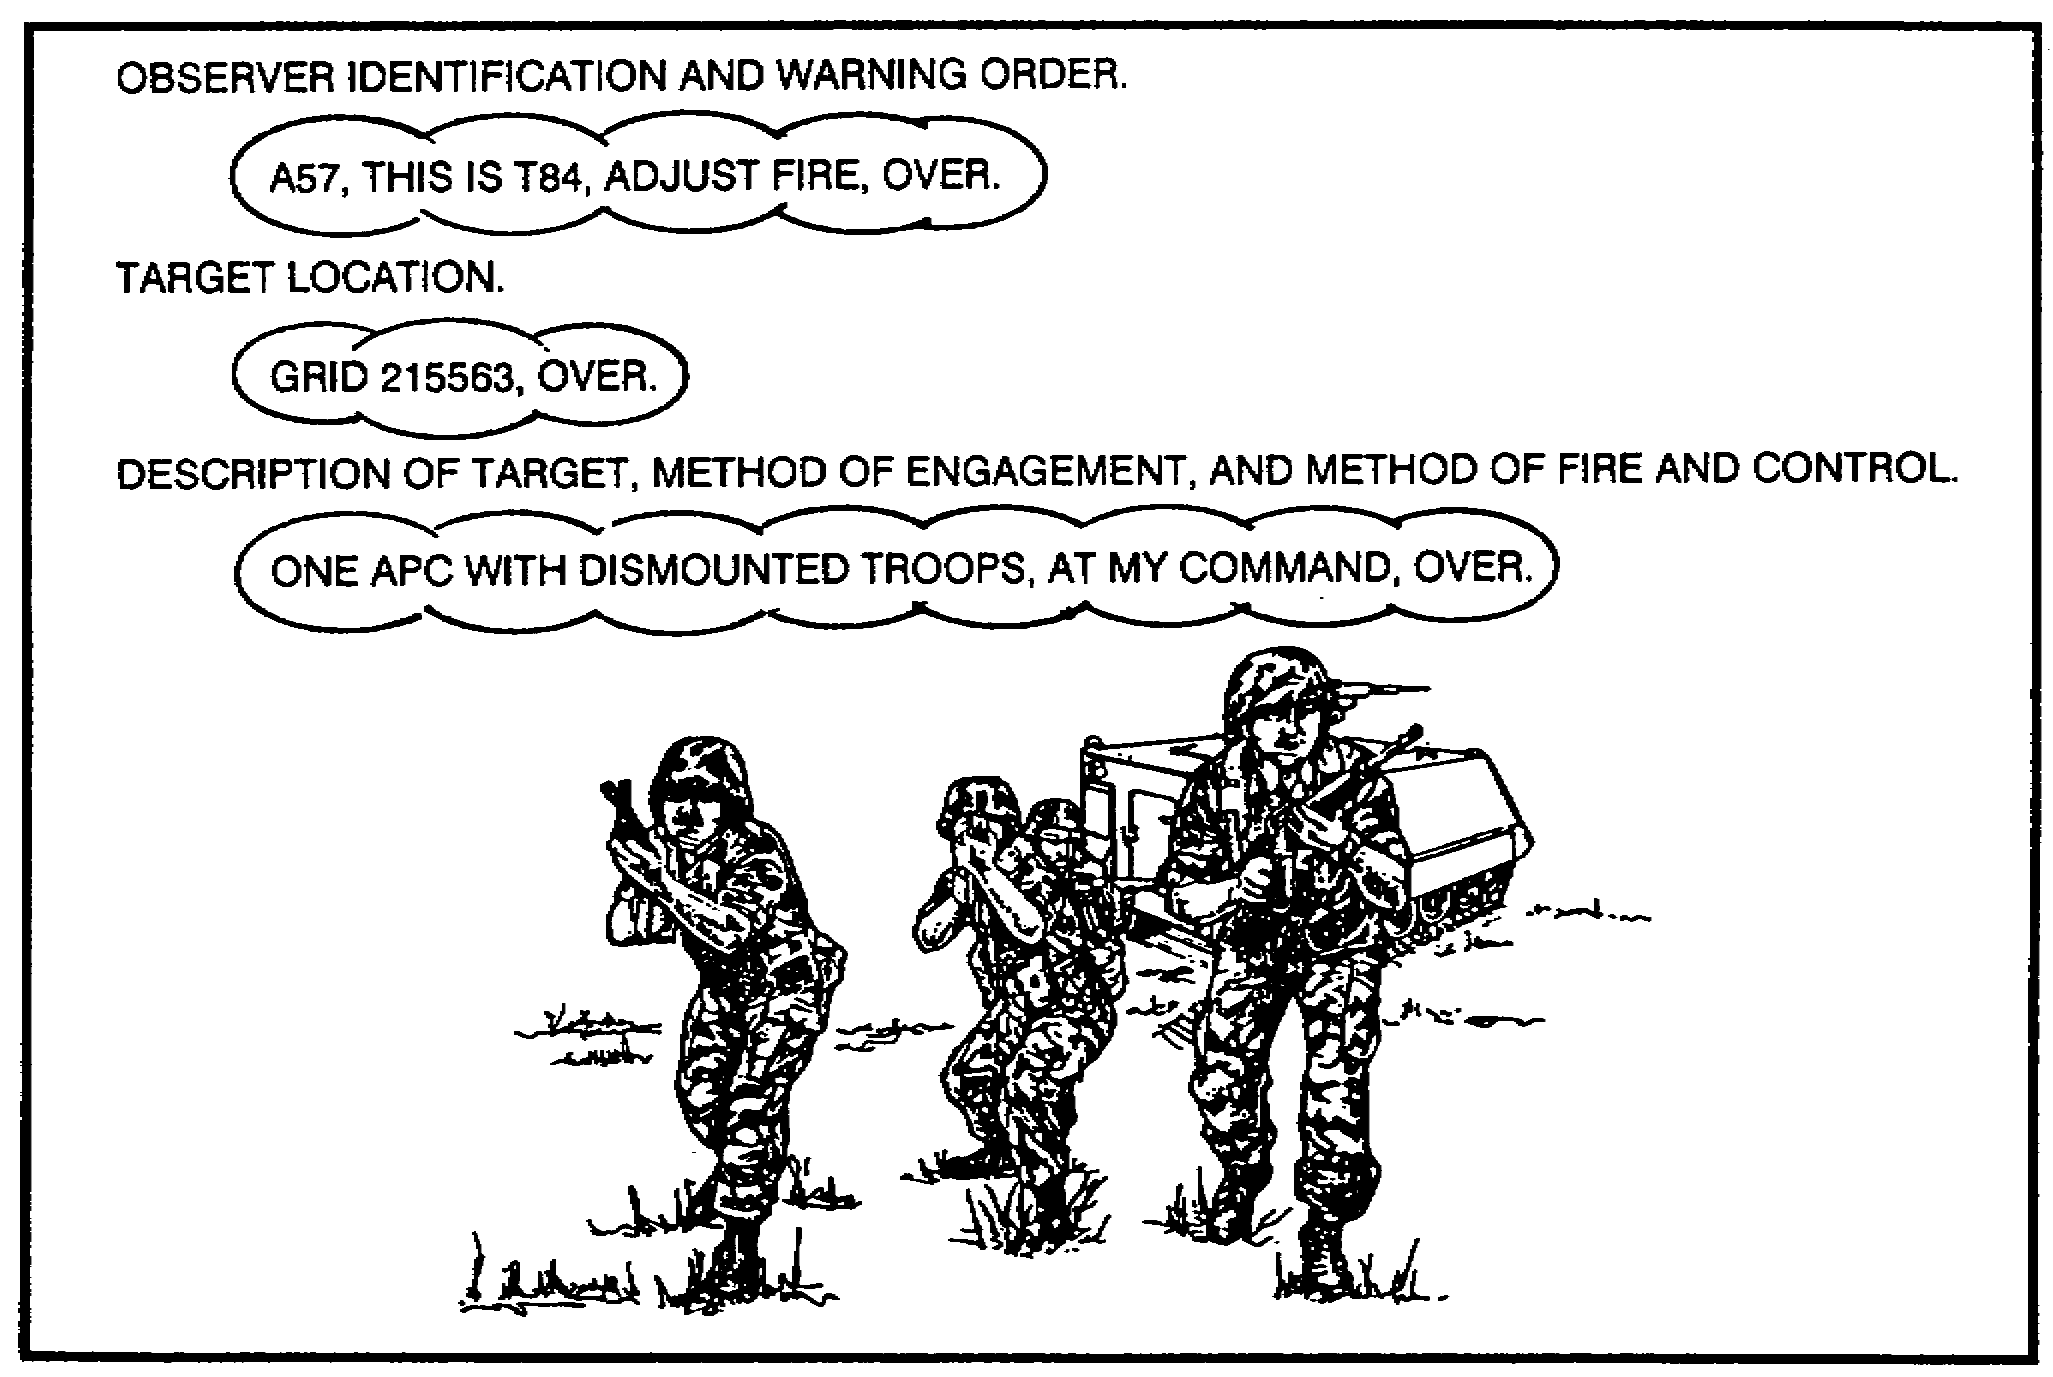 OBSERVER IDENTIFICATION AND WARNING ORDER.
A57, THIS IS T84, ADJUST FIRE, OVER.
TARGET LOCATION.
GRID 215563, OVER.
DESCRIPTION OF TARGET, METHOD OF ENGAGEMENT, AND METHOD OF FIRE AND CONTROL.
ONE APC WITH DISMOUNTED TROOPS, AT MY COMMAND, OVER.